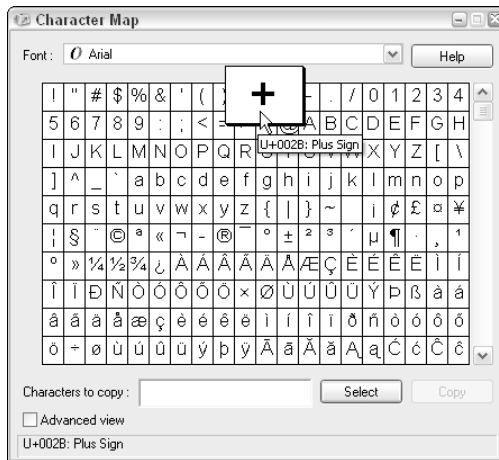 Character Map
Font : O Arial Help
+
! " # $ % & ' ( ) - . / 0 1 2 3 4
5 6 7 8 9 : ; < = @ A B C D E F G H
U+002B: Plus Sign
I J K L M N O P Q R X Y Z [ \
] ^ _ ` a b c d e f g h i j k l m n o p
q r s t u v w x y z { | } ~ ¡ ¢ £ ¤ ¥
¦ § ¨ © ª « ¬ - ® ¯ ° ± ² ³ ´ µ ¶ · ¸ ¹
º » ¼ ½ ¾ ¿ À Á Â Ã Ä Å Æ Ç È É Ê Ë Ì Í
Î Ï Ð Ñ Ò Ó Ô Õ Ö × Ø Ù Ú Û Ü Ý Þ ß à á
â ã ä å æ ç è é ê ë ì í î ï ð ñ ò ó ô õ
ö ÷ ø ù ú û ü ý þ ÿ Ā ā Ă ă Ą ą Ć ć Ĉ ĉ
Characters to copy : Select Copy
Advanced view
U+002B: Plus Sign